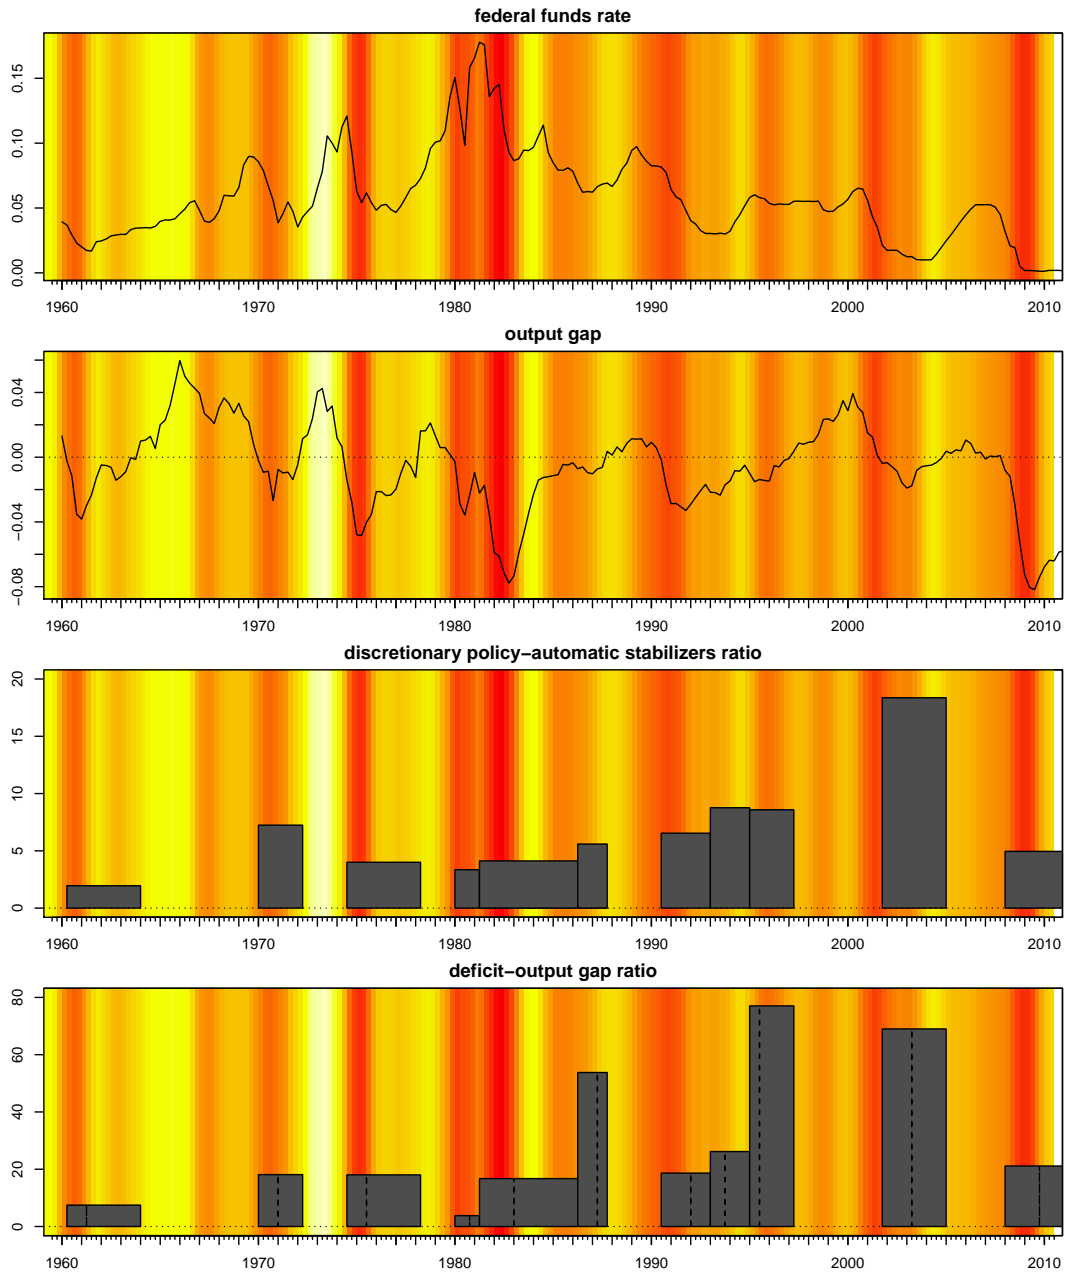 federal funds rate
0.15
0.10
0.05
0.00
1960 1970 1980 1990 2000 2010
output gap
0.04
0.00
−0.04
−0.08
1960 1970 1980 1990 2000 2010
discretionary policy−automatic stabilizers ratio
20
15
10
5
0
1960 1970 1980 1990 2000 2010
deficit−output gap ratio
80
60
40
20
0
1960 1970 1980 1990 2000 2010